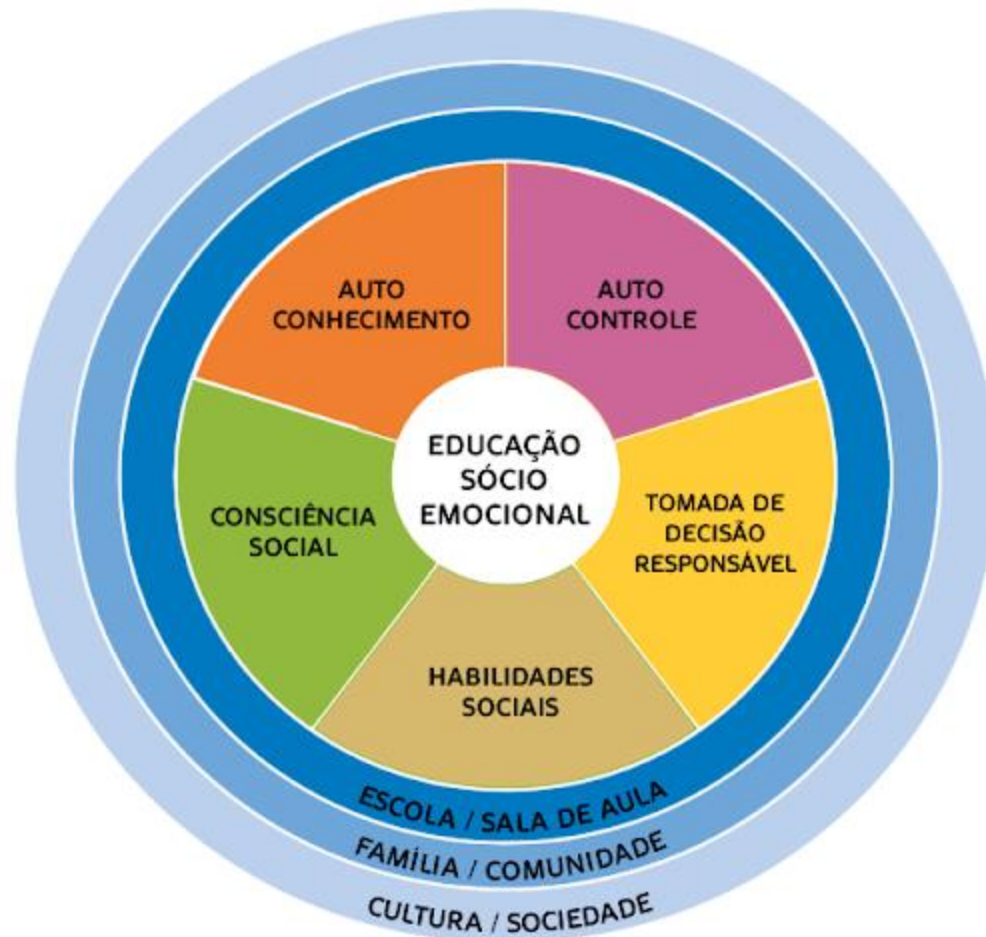 AUTO
CONHECIMENTO
AUTO
CONTROLE
EDUCAÇÃO
SÓCIO
EMOCIONAL
CONSCIÊNCIA
SOCIAL
TOMADA DE
DECISÃO
RESPONSÁVEL
HABILIDADES
SOCIAIS
ESCOLA / SALA DE AULA
FAMÍLIA / COMUNIDADE
CULTURA / SOCIEDADE